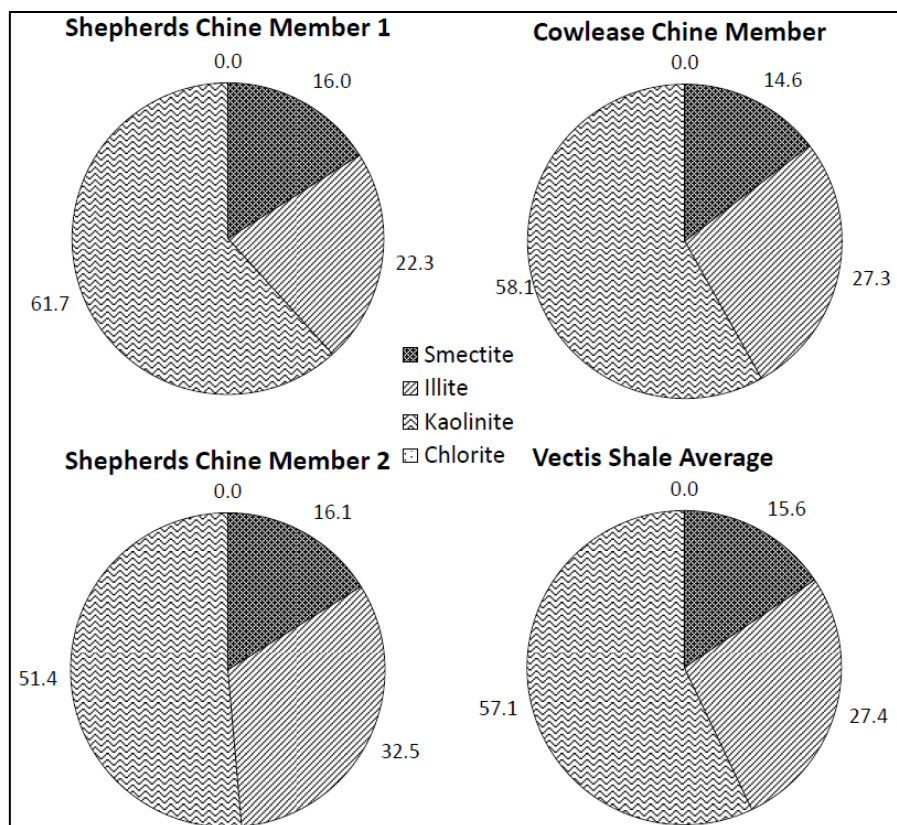 Shepherds Chine Member 1
0.0
16.0
22.3
61.7
Cowlease Chine Member
0.0
14.6
27.3
58.1
Smectite
Illite
Kaolinite
Chlorite
Shepherds Chine Member 2
0.0
16.1
32.5
51.4
Vectis Shale Average
0.0
15.6
27.4
57.1